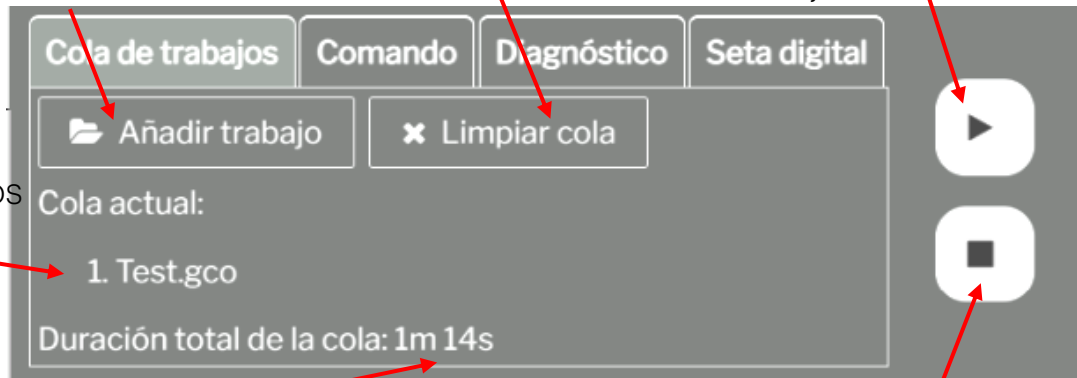 Cola de trabajos Comando Diagnóstico Seta digital
Añadir trabajo Limpiar cola
Cola actual:
1. Test.gco
Duración total de la cola: 1m 14s